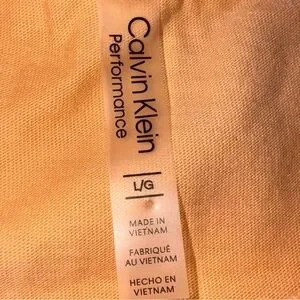 Calvin Klein
Performance
L/G
MADE IN
VIETNAM
FABRIQUÉ
AU VIETNAM
HECHO EN
VIETNAM